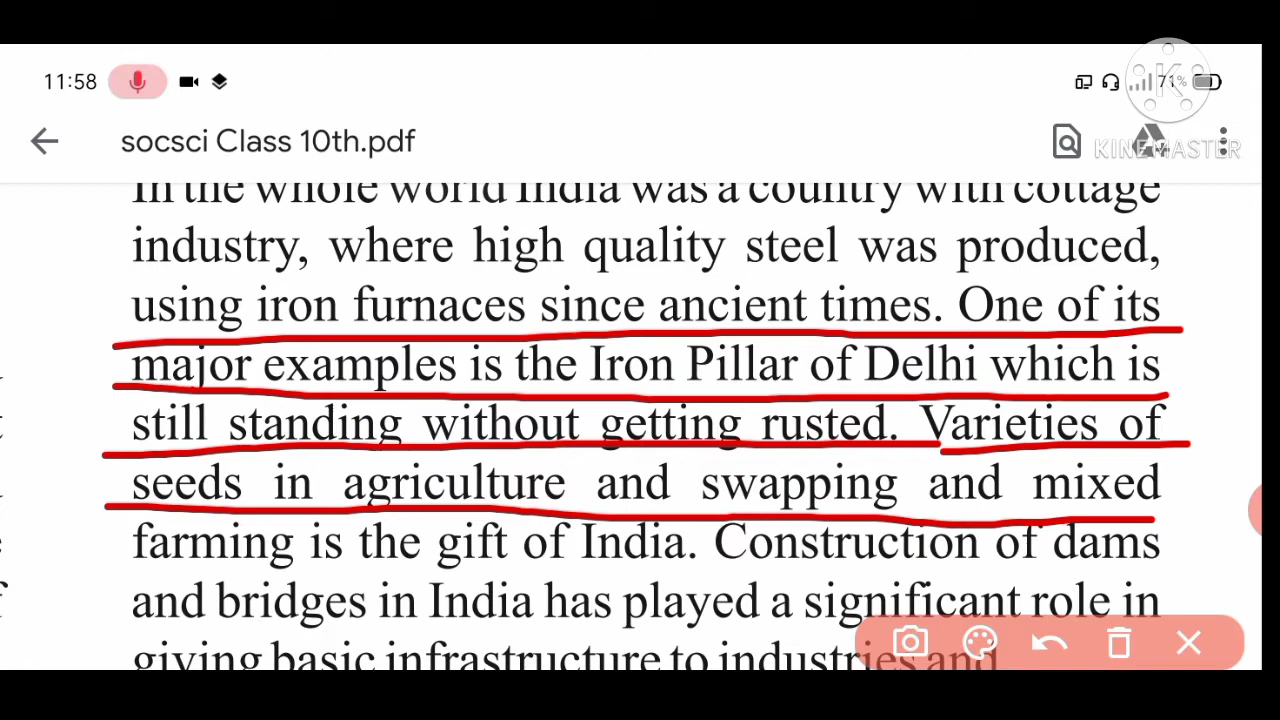 11:58
71%
socsci Class 10th.pdf
KINEMASTER
In the whole world India was a country with cottage
industry, where high quality steel was produced,
using iron furnaces since ancient times. One of its
major examples is the Iron Pillar of Delhi which is
still standing without getting rusted. Varieties of
seeds in agriculture and swapping and mixed
farming is the gift of India. Construction of dams
and bridges in India has played a significant role in
giving basic infrastructure to industries and